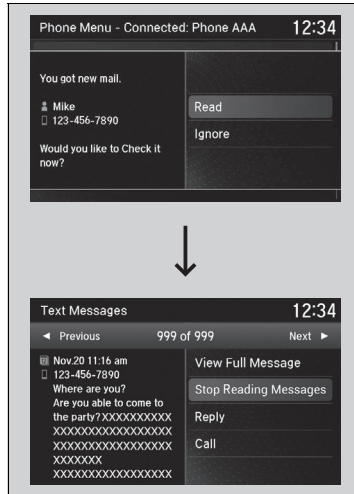 Phone Menu - Connected: Phone AAA 12:34
You got new mail.
Mike
123-456-7890
Would you like to Check it
now?
Read
Ignore
Text Messages 12:34
◄ Previous 999 of 999 Next ►
Nov.20 11:16 am
123-456-7890
Where are you?
Are you able to come to
the party?XXXXXXXXXX
XXXXXXXXXXXXXXXXX
XXXXXXXXXXXXXXXXX
XXXXXXX
XXXXXXXXXXXXXXXXX
View Full Message
Stop Reading Messages
Reply
Call